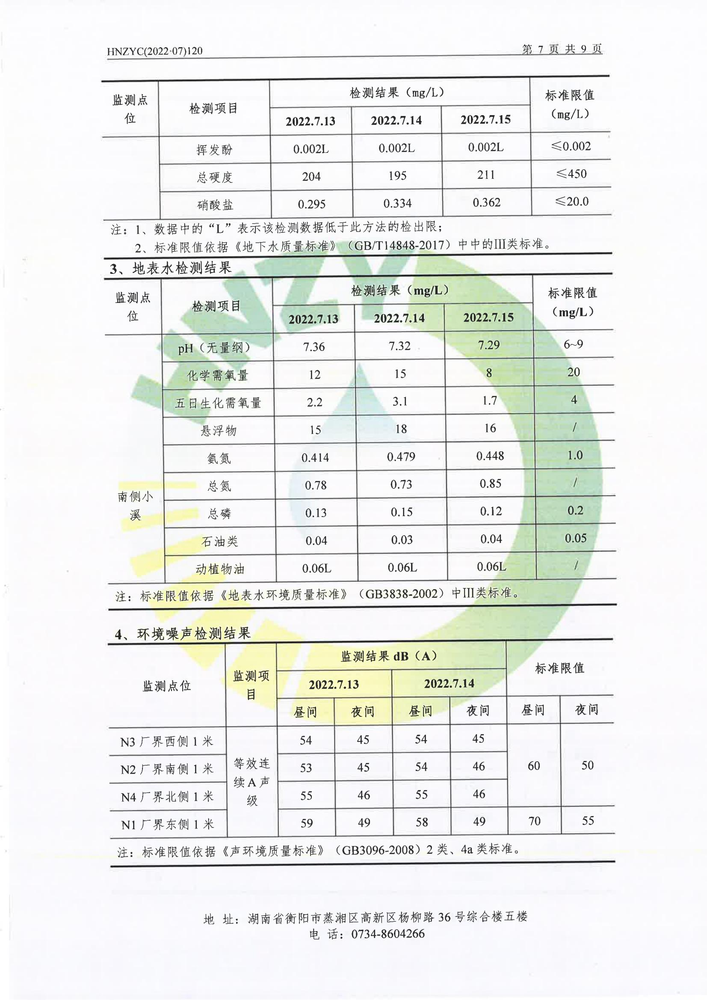 HNZYC(2022·07)120 第 7 页 共 9 页
监测点位 检测项目 检测结果（mg/L） 标准限值（mg/L）
2022.7.13 2022.7.14 2022.7.15
挥发酚 0.002L 0.002L 0.002L ≤0.002
总硬度 204 195 211 ≤450
硝酸盐 0.295 0.334 0.362 ≤20.0
注：1、数据中的“L”表示该检测数据低于此方法的检出限；
2、标准限值依据《地下水质量标准》（GB/T14848-2017）中中的III类标准。
3、地表水检测结果
监测点位 检测项目 检测结果（mg/L） 标准限值（mg/L）
2022.7.13 2022.7.14 2022.7.15
南侧小溪
pH（无量纲） 7.36 7.32 7.29 6~9
化学需氧量 12 15 8 20
五日生化需氧量 2.2 3.1 1.7 4
悬浮物 15 18 16 /
氨氮 0.414 0.479 0.448 1.0
总氮 0.78 0.73 0.85 /
总磷 0.13 0.15 0.12 0.2
石油类 0.04 0.03 0.04 0.05
动植物油 0.06L 0.06L 0.06L /
注：标准限值依据《地表水环境质量标准》（GB3838-2002）中III类标准。
4、环境噪声检测结果
监测点位 监测项目 监测结果 dB（A） 标准限值
2022.7.13 2022.7.14
昼间 夜间 昼间 夜间 昼间 夜间
等效连续 A 声级
N3 厂界西侧 1 米 54 45 54 45
N2 厂界南侧 1 米 53 45 54 46 60 50
N4 厂界北侧 1 米 55 46 55 46
N1 厂界东侧 1 米 59 49 58 49 70 55
注：标准限值依据《声环境质量标准》（GB3096-2008）2 类、4a 类标准。
地 址：湖南省衡阳市蒸湘区高新区杨柳路 36 号综合楼五楼
电 话：0734-8604266
HNZY